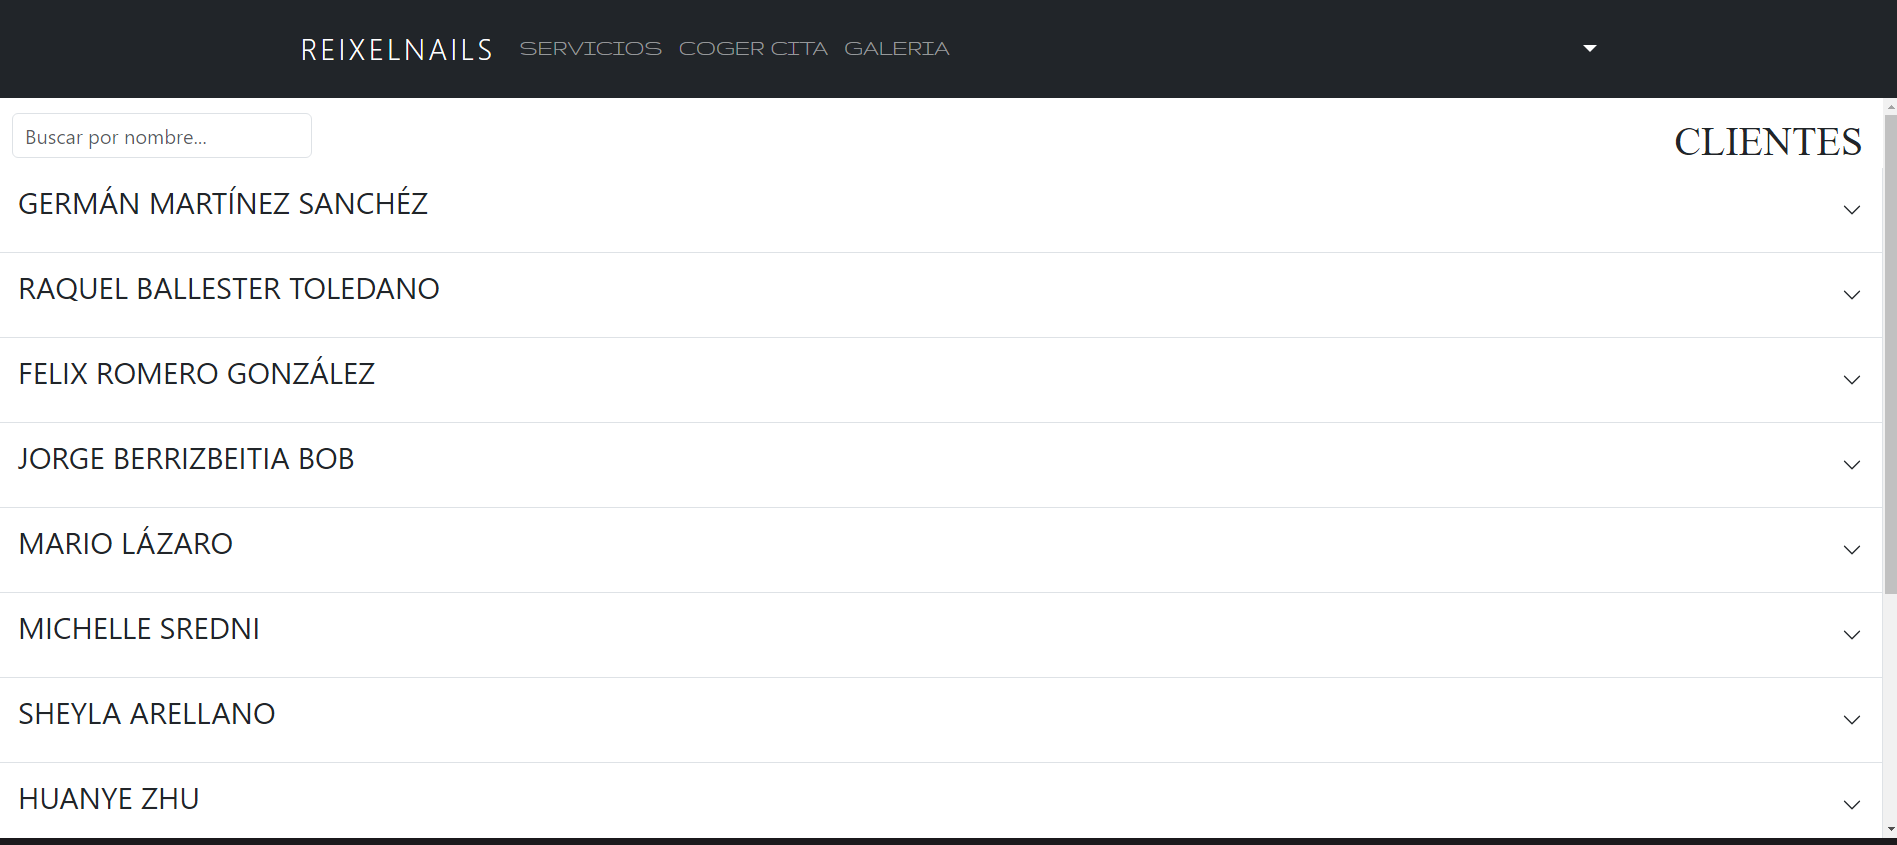 REIXELNAILS SERVICIOS COGER CITA GALERIA
Buscar por nombre...
CLIENTES
GERMÁN MARTÍNEZ SANCHÉZ
RAQUEL BALLESTER TOLEDANO
FELIX ROMERO GONZÁLEZ
JORGE BERRIZBEITIA BOB
MARIO LÁZARO
MICHELLE SREDNI
SHEYLA ARELLANO
HUANYE ZHU